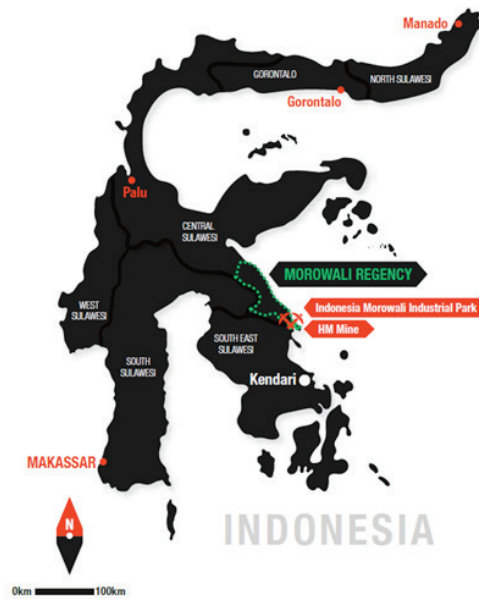 Manado
GORONTALO
NORTH SULAWESI
Gorontalo
Palu
CENTRAL
SULAWESI
MOROWALI REGENCY
WEST
SULAWESI
Indonesia Morowali Industrial Park
HM Mine
SOUTH EAST
SULAWESI
SOUTH
SULAWESI
Kendari
MAKASSAR
N
INDONESIA
0km
100km